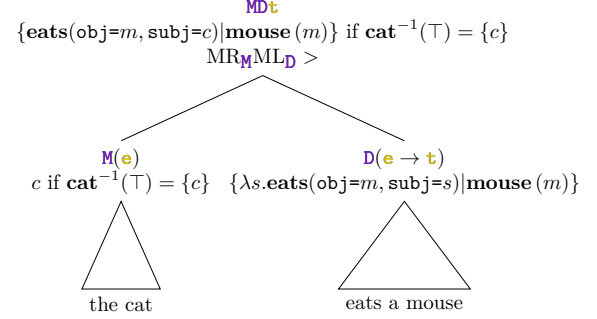 MDt
{eats(obj=m, subj=c)|mouse (m)} if cat⁻¹(⊤) = {c}
MR_M ML_D >
M(e)
D(e → t)
c if cat⁻¹(⊤) = {c}
{λs.eats(obj=m, subj=s)|mouse (m)}
the cat
eats a mouse